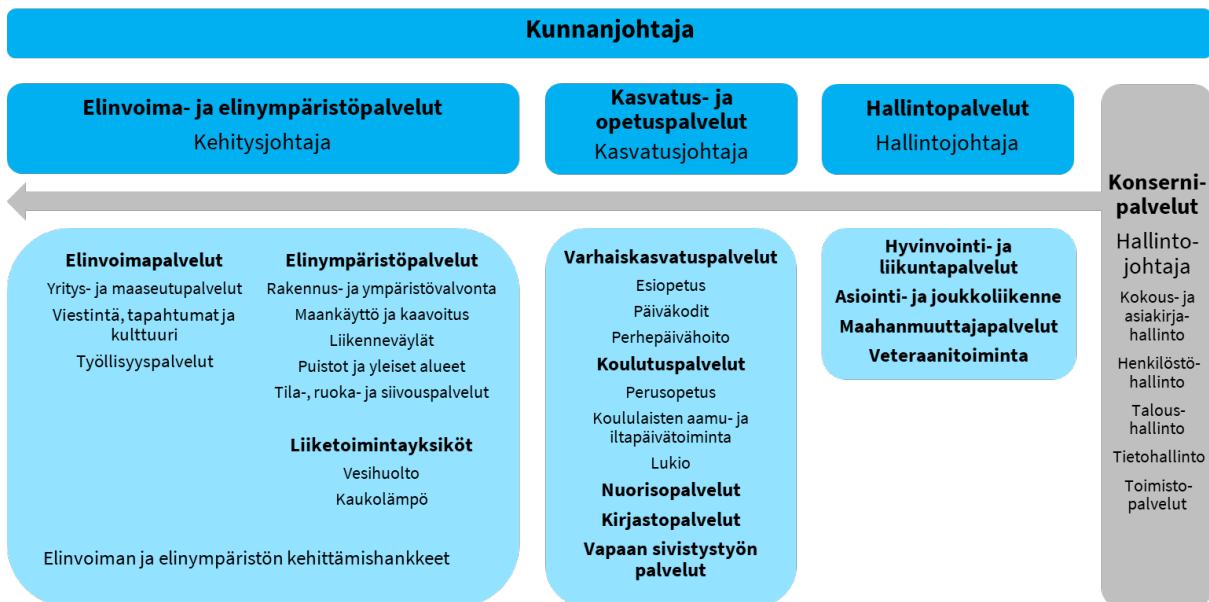 Kunnanjohtaja
Elinvoima- ja elinympäristöpalvelut
Kehitysjohtaja
Kasvatus- ja
opetuspalvelut
Kasvatusjohtaja
Hallintopalvelut
Hallintojohtaja
Konserni-
palvelut
Hallinto-
johtaja
Kokous- ja
asiakirja-
hallinto
Henkilöstö-
hallinto
Talous-
hallinto
Tietohallinto
Toimisto-
palvelut
Elinvoimapalvelut
Yritys- ja maaseutupalvelut
Viestintä, tapahtumat ja
kulttuuri
Työllisyyspalvelut
Elinympäristöpalvelut
Rakennus- ja ympäristövalvonta
Maankäyttö ja kaavoitus
Liikenneväylät
Puistot ja yleiset alueet
Tila-, ruoka- ja siivouspalvelut
Liiketoimintayksiköt
Vesihuolto
Kaukolämpö
Elinvoiman ja elinympäristön kehittämishankkeet
Varhaiskasvatuspalvelut
Esiopetus
Päiväkodit
Perhepäivähoito
Koulutuspalvelut
Perusopetus
Koululaisten aamu- ja
iltapäivätoiminta
Lukio
Nuorisopalvelut
Kirjastopalvelut
Vapaan sivistystyön
palvelut
Hyvinvointi- ja
liikuntapalvelut
Asiointi- ja joukkoliikenne
Maahanmuuttajapalvelut
Veteraanitoiminta